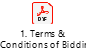 PDF
1. Terms &
Conditions of Biddin